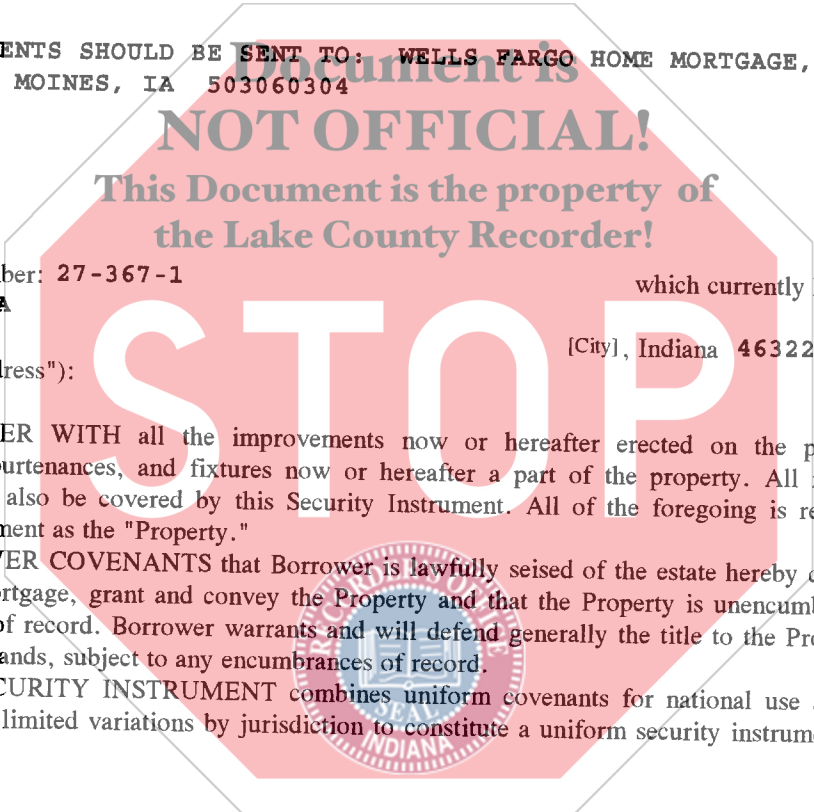 ENTS SHOULD BE SENT TO: WELLS FARGO HOME MORTGAGE,
MOINES, IA 503060304
Document is
NOT OFFICIAL!
This Document is the property of
the Lake County Recorder!
ber: 27-367-1
which currently
A
[City], Indiana 46322
ress"):
STOP
ER WITH all the improvements now or hereafter erected on the p
urtenances, and fixtures now or hereafter a part of the property. All
also be covered by this Security Instrument. All of the foregoing is re
ment as the "Property."
ER COVENANTS that Borrower is lawfully seised of the estate hereby
rtgage, grant and convey the Property and that the Property is unencumb
of record. Borrower warrants and will defend generally the title to the Pro
ands, subject to any encumbrances of record.
CURITY INSTRUMENT combines uniform covenants for national use
limited variations by jurisdiction to constitute a uniform security instrume
SEAL
INDIANA